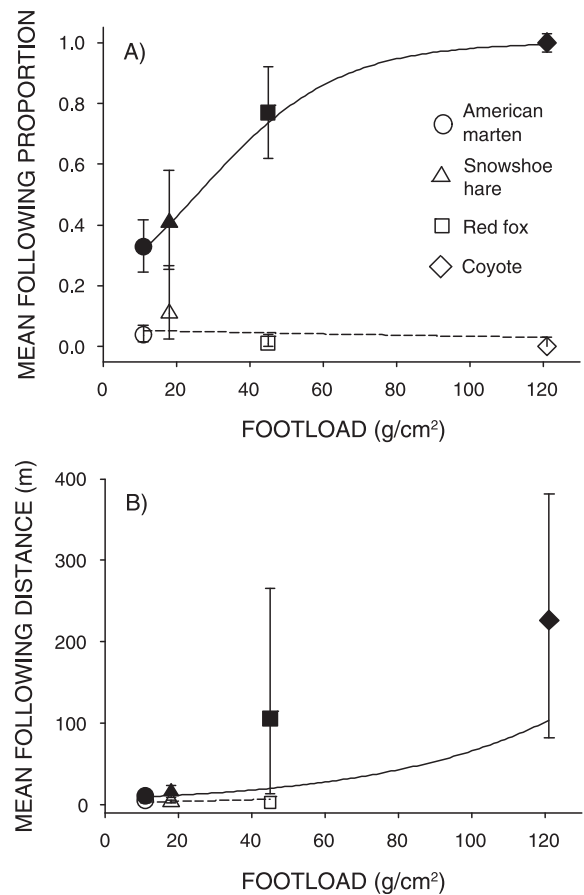 A)
MEAN FOLLOWING PROPORTION
1.0
0.8
0.6
0.4
0.2
0.0
American
marten
Snowshoe
hare
Red fox
Coyote
0 20 40 60 80 100 120
FOOTLOAD (g/cm²)
B)
MEAN FOLLOWING DISTANCE (m)
400
300
200
100
0
0 20 40 60 80 100 120
FOOTLOAD (g/cm²)